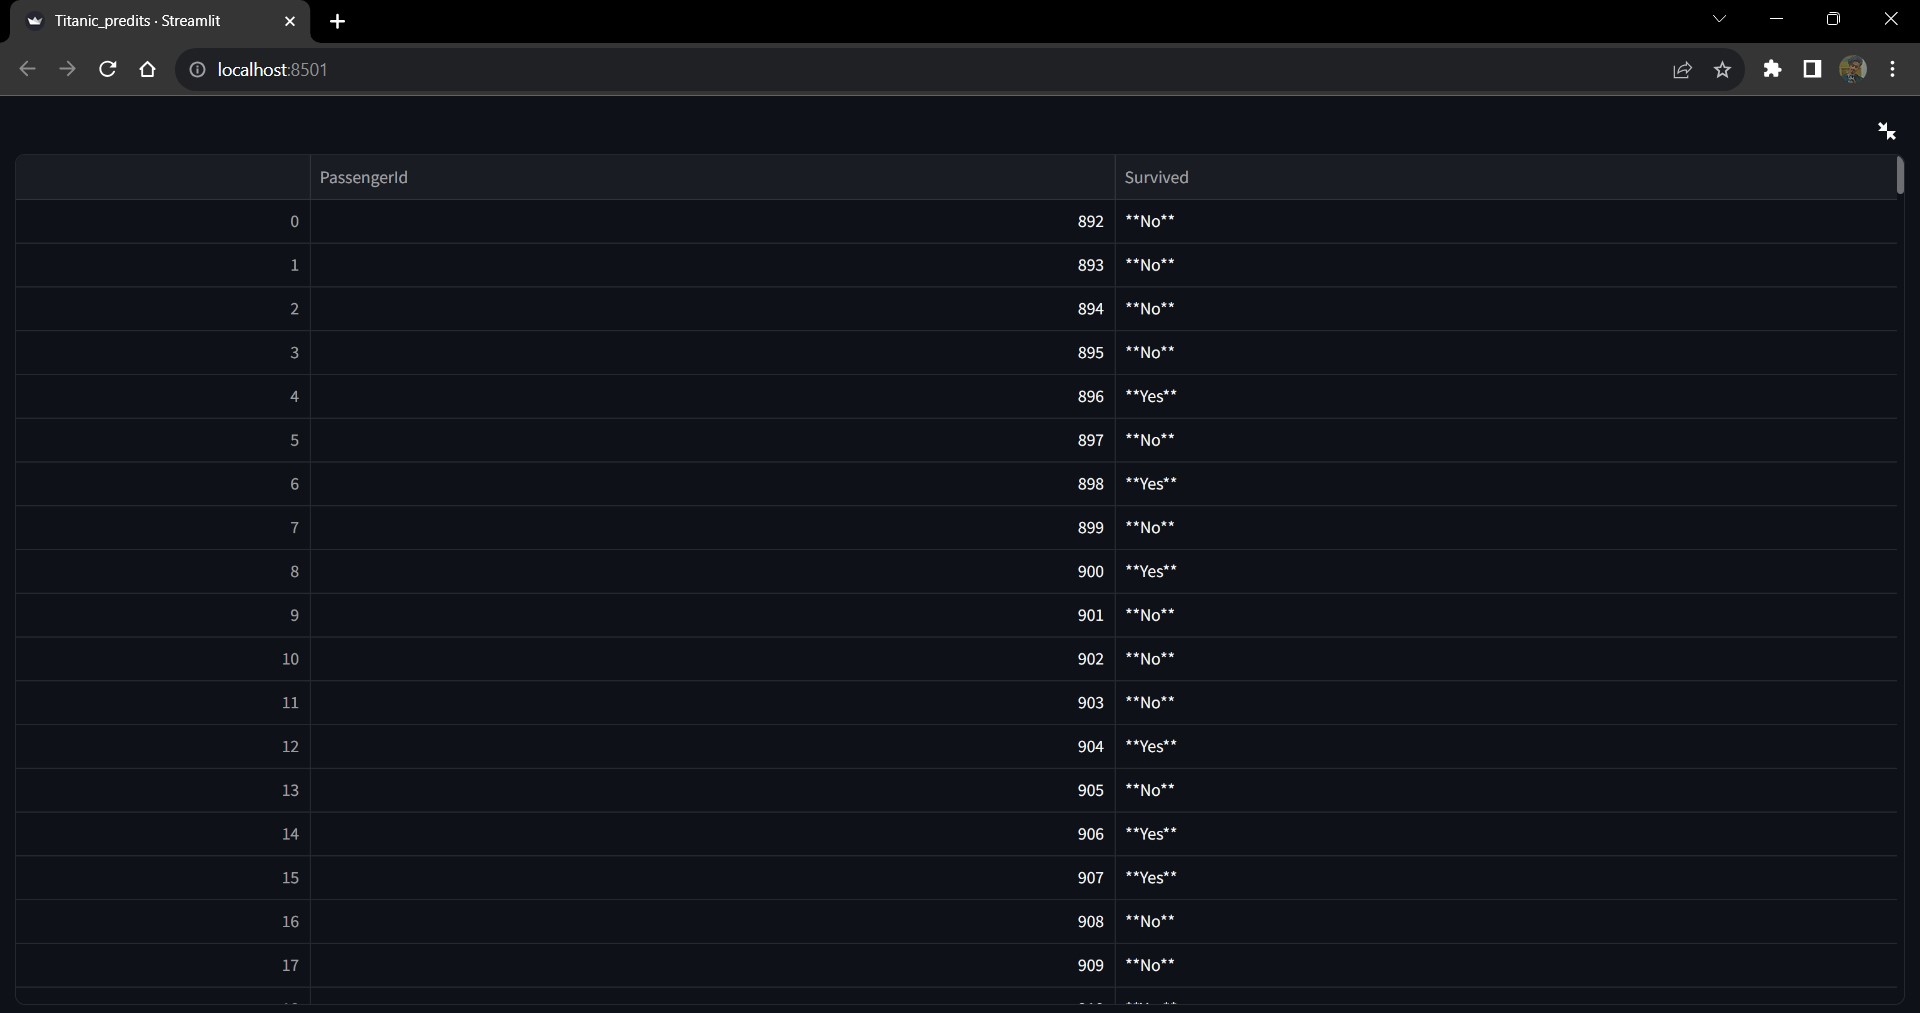 Titanic_predits · Streamlit
localhost:8501
PassengerId Survived
0 892 **No**
1 893 **No**
2 894 **No**
3 895 **No**
4 896 **Yes**
5 897 **No**
6 898 **Yes**
7 899 **No**
8 900 **Yes**
9 901 **No**
10 902 **No**
11 903 **No**
12 904 **Yes**
13 905 **No**
14 906 **Yes**
15 907 **Yes**
16 908 **No**
17 909 **No**